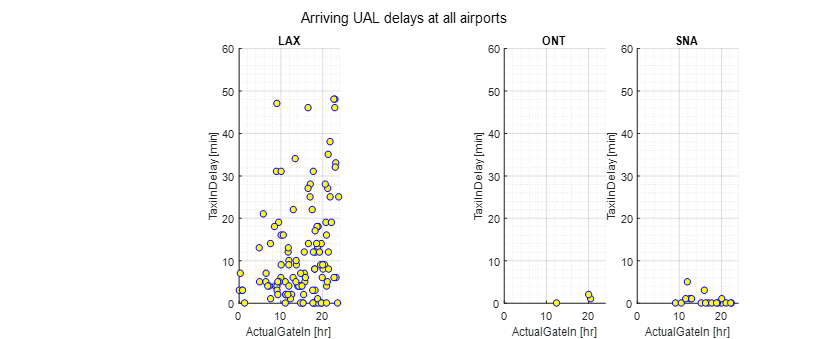 Arriving UAL delays at all airports
LAX
60
50
40
30
20
10
0
TaxiInDelay [min]
0 10 20
ActualGateIn [hr]
ONT
60
50
40
30
20
10
0
TaxiInDelay [min]
0 10 20
ActualGateIn [hr]
SNA
60
50
40
30
20
10
0
TaxiInDelay [min]
0 10 20
ActualGateIn [hr]